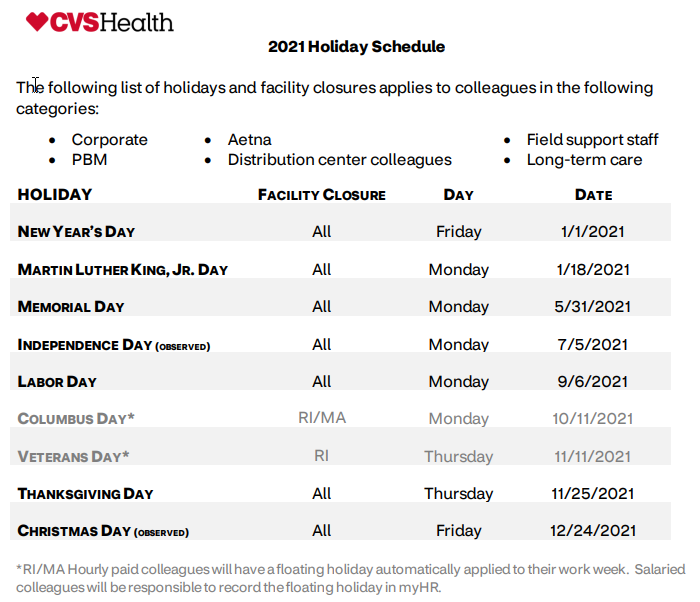 CVSHealth
2021 Holiday Schedule
The following list of holidays and facility closures applies to colleagues in the following
categories:
• Corporate • Aetna • Field support staff
• PBM • Distribution center colleagues • Long-term care
HOLIDAY FACILITY CLOSURE DAY DATE
NEW YEAR'S DAY All Friday 1/1/2021
MARTIN LUTHER KING, JR. DAY All Monday 1/18/2021
MEMORIAL DAY All Monday 5/31/2021
INDEPENDENCE DAY (OBSERVED) All Monday 7/5/2021
LABOR DAY All Monday 9/6/2021
COLUMBUS DAY* RI/MA Monday 10/11/2021
VETERANS DAY* RI Thursday 11/11/2021
THANKSGIVING DAY All Thursday 11/25/2021
CHRISTMAS DAY (OBSERVED) All Friday 12/24/2021
*RI/MA Hourly paid colleagues will have a floating holiday automatically applied to their work week. Salaried
colleagues will be responsible to record the floating holiday in myHR.